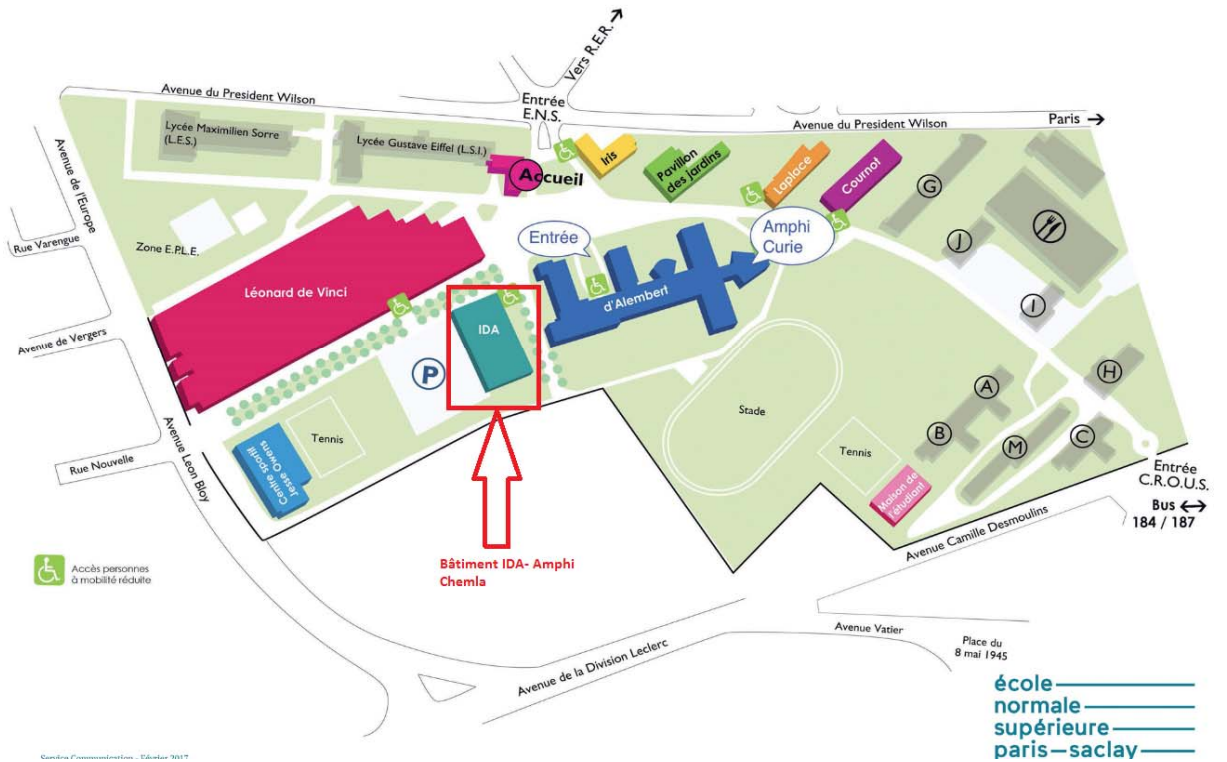 Vers R.E.R.
Avenue du President Wilson
Entrée
E.N.S.
Avenue du President Wilson
Paris
Lycée Maximilien Sorre
(L.E.S.)
Lycée Gustave Eiffel (L.S.I.)
Iris
Pavillon
des jardins
Laplace
Cournot
G
Accueil
Avenue de l'Europe
Rue Varengue
Zone E.P.L.E.
Entrée
Amphi
Curie
J
Léonard de Vinci
d'Alembert
I
IDA
Avenue de Vergers
P
H
A
Stade
Tennis
B
M
C
Tennis
Rue Nouvelle
Avenue Leon Bloy
Centre sportif
Jesse Owens
Maison de
l'étudiant
Entrée
C.R.O.U.S.
Bus
184 / 187
Avenue Camille Desmoulins
Accès personnes
à mobilité réduite
Bâtiment IDA- Amphi
Chemla
Avenue Vatier
Place du
8 mai 1945
Avenue de la Division Leclerc
école
normale
supérieure
paris–saclay
Service Communication - Février 2017